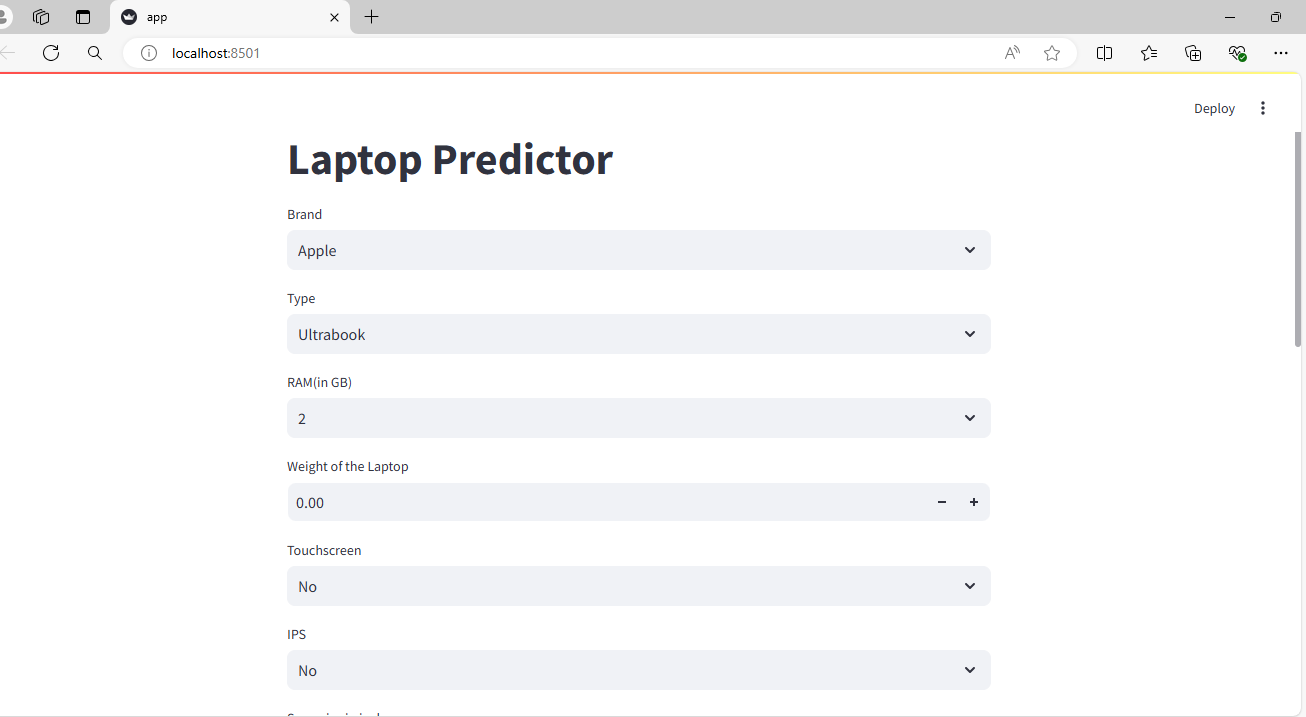 app
localhost:8501
Deploy
Laptop Predictor
Brand
Apple
Type
Ultrabook
RAM(in GB)
2
Weight of the Laptop
0.00
Touchscreen
No
IPS
No